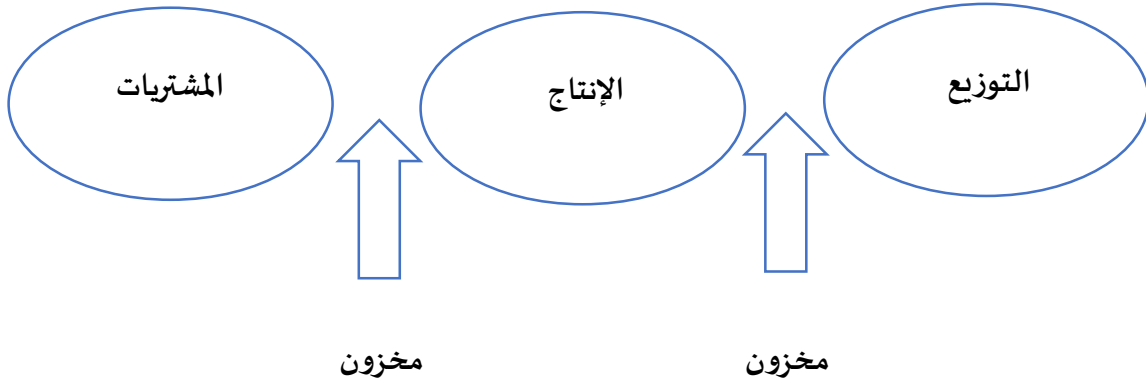 التوزيع
الإنتاج
المشتريات
مخزون
مخزون